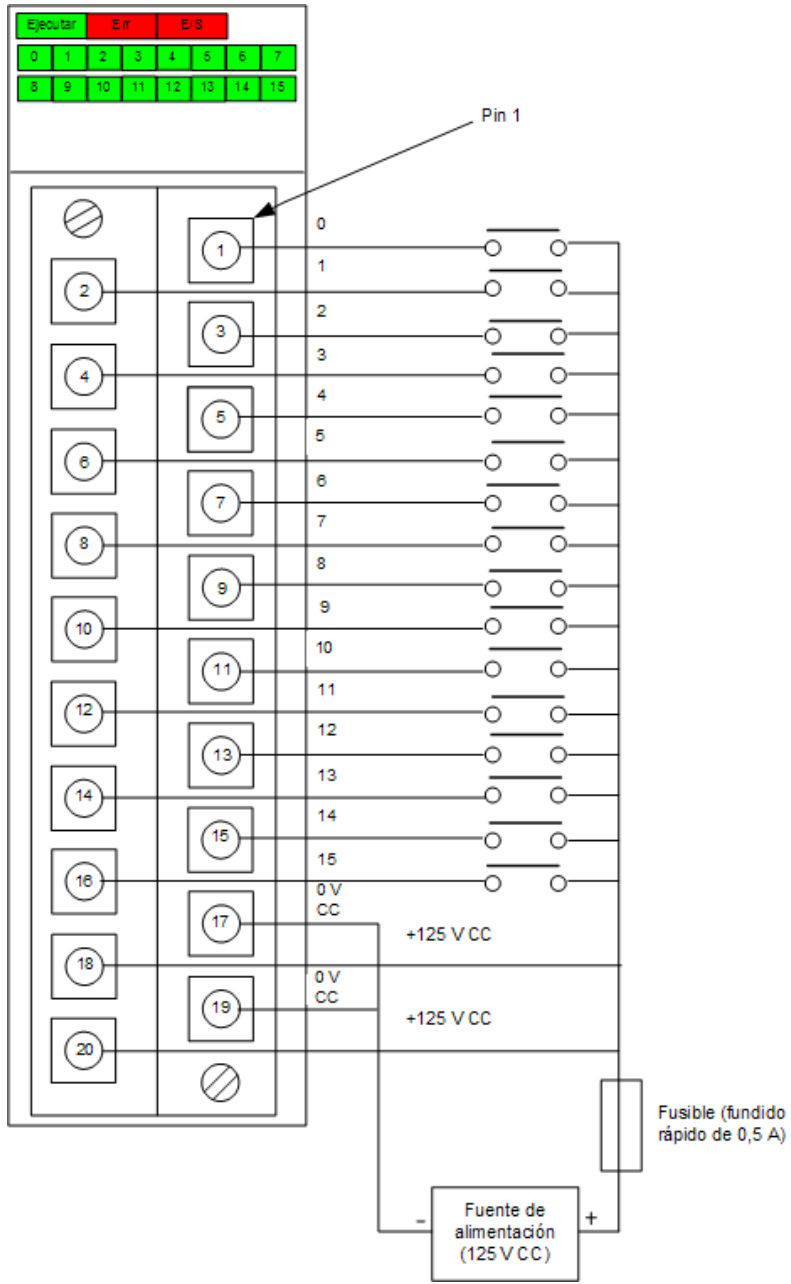 Ejecutar Err E/S
0 1 2 3 4 5 6 7
8 9 10 11 12 13 14 15
Pin 1
0
1
1
2
2
3
3
4
4
5
5
6
6
7
7
8
8
9
9
10
10
11
11
12
12
13
13
14
14
15
15
16
0 V
CC
17
+125 V CC
18
0 V
CC
19
+125 V CC
20
Fusible (fundido
rápido de 0,5 A)
- Fuente de +
alimentación
(125 V CC)